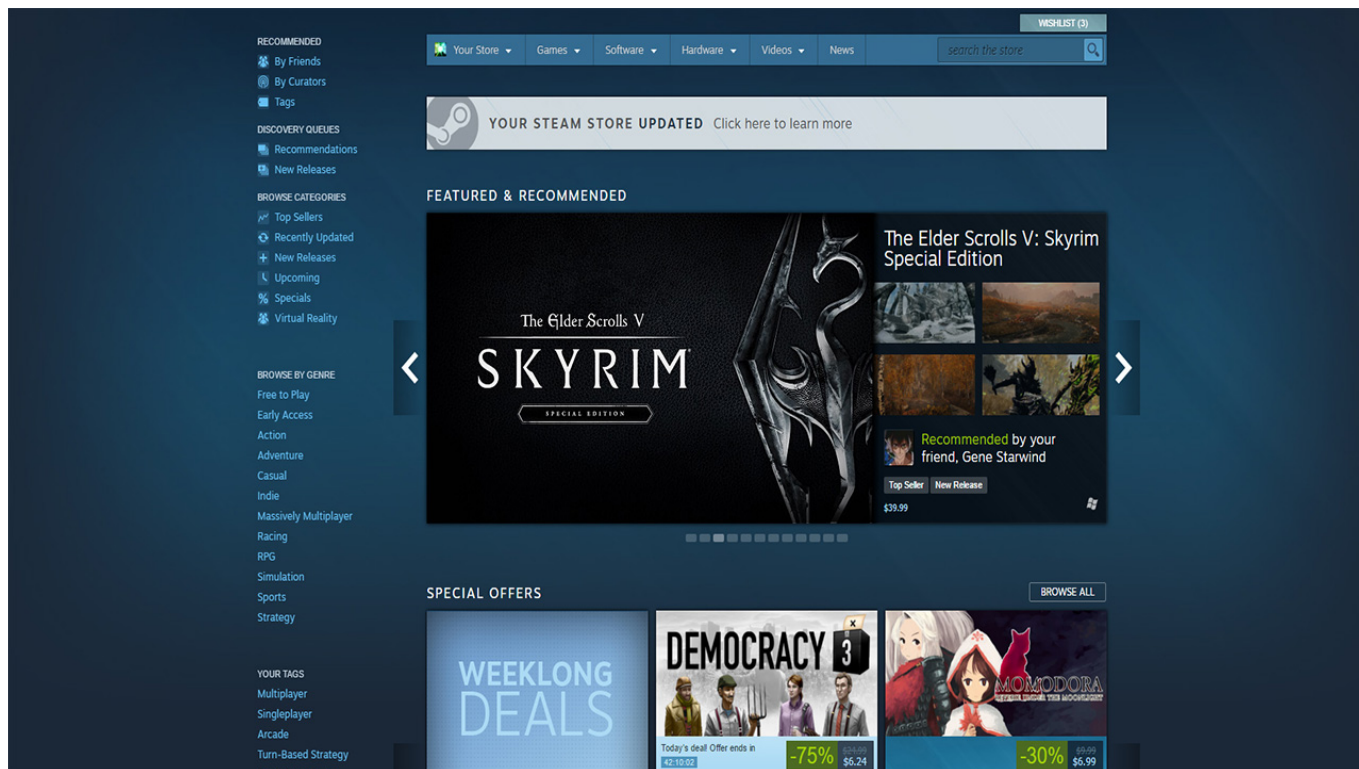 WISHLIST (3)
Your Store
Games
Software
Hardware
Videos
News
search the store
RECOMMENDED
By Friends
By Curators
Tags
DISCOVERY QUEUES
Recommendations
New Releases
BROWSE CATEGORIES
Top Sellers
Recently Updated
New Releases
Upcoming
Specials
Virtual Reality
BROWSE BY GENRE
Free to Play
Early Access
Action
Adventure
Casual
Indie
Massively Multiplayer
Racing
RPG
Simulation
Sports
Strategy
YOUR TAGS
Multiplayer
Singleplayer
Arcade
Turn-Based Strategy
YOUR STEAM STORE UPDATED Click here to learn more
FEATURED & RECOMMENDED
The Elder Scrolls V
SKYRIM
SPECIAL EDITION
The Elder Scrolls V: Skyrim
Special Edition
Recommended by your
friend, Gene Starwind
Top Seller
New Release
$39.99
SPECIAL OFFERS
BROWSE ALL
WEEKLONG
DEALS
DEMOCRACY 3
X
Today's deal! Offer ends in
42:10:02
-75%
$24.99
$6.24
MOMODORA
REVERIE UNDER THE MOONLIGHT
-30%
$9.99
$6.99